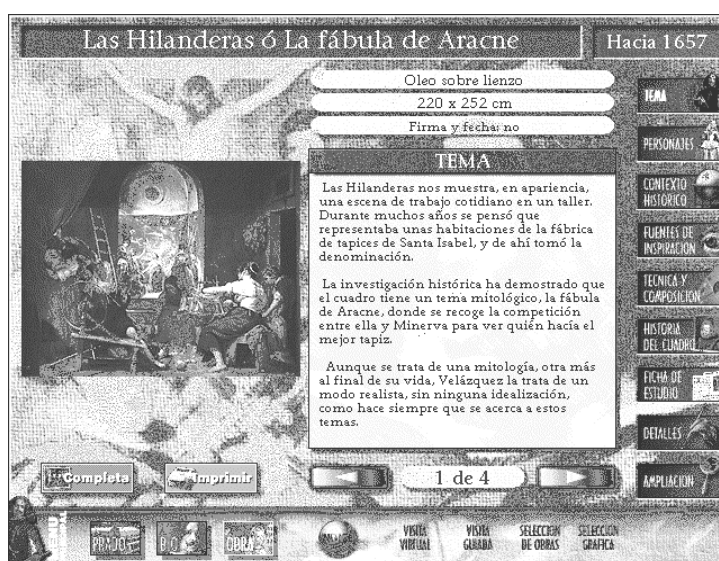 Las Hilanderas ó La fábula de Aracne
Hacia 1657
Oleo sobre lienzo
220 x 252 cm
Firma y fecha: no
TEMA
Las Hilanderas nos muestra, en apariencia,
una escena de trabajo cotidiano en un taller.
Durante muchos años se pensó que
representaba unas habitaciones de la fábrica
de tapices de Santa Isabel, y de ahí tomó la
denominación.
La investigación histórica ha demostrado que
el cuadro tiene un tema mitológico, la fábula
de Aracne, donde se recoge la competición
entre ella y Minerva para ver quién hacía el
mejor tapiz.
Aunque se trata de una mitología, otra más
al final de su vida, Velázquez la trata de un
modo realista, sin ninguna idealización,
como hace siempre que se acerca a estos
temas.
TEMA
PERSONAJES
CONTEXTO
HISTÓRICO
FUENTES DE
INSPIRACIÓN
TECNICA Y
COMPOSICIÓN
HISTORIA
DEL CUADRO
FICHA DE
ESTUDIO
DETALLES
AMPLIACIÓN
Completa
Imprimir
1 de 4
PRADO
BIO
OBRA
VISITA
VIRTUAL
VISITA
GUIADA
SELECCIÓN
DE OBRAS
SELECCIÓN
GRÁFICA